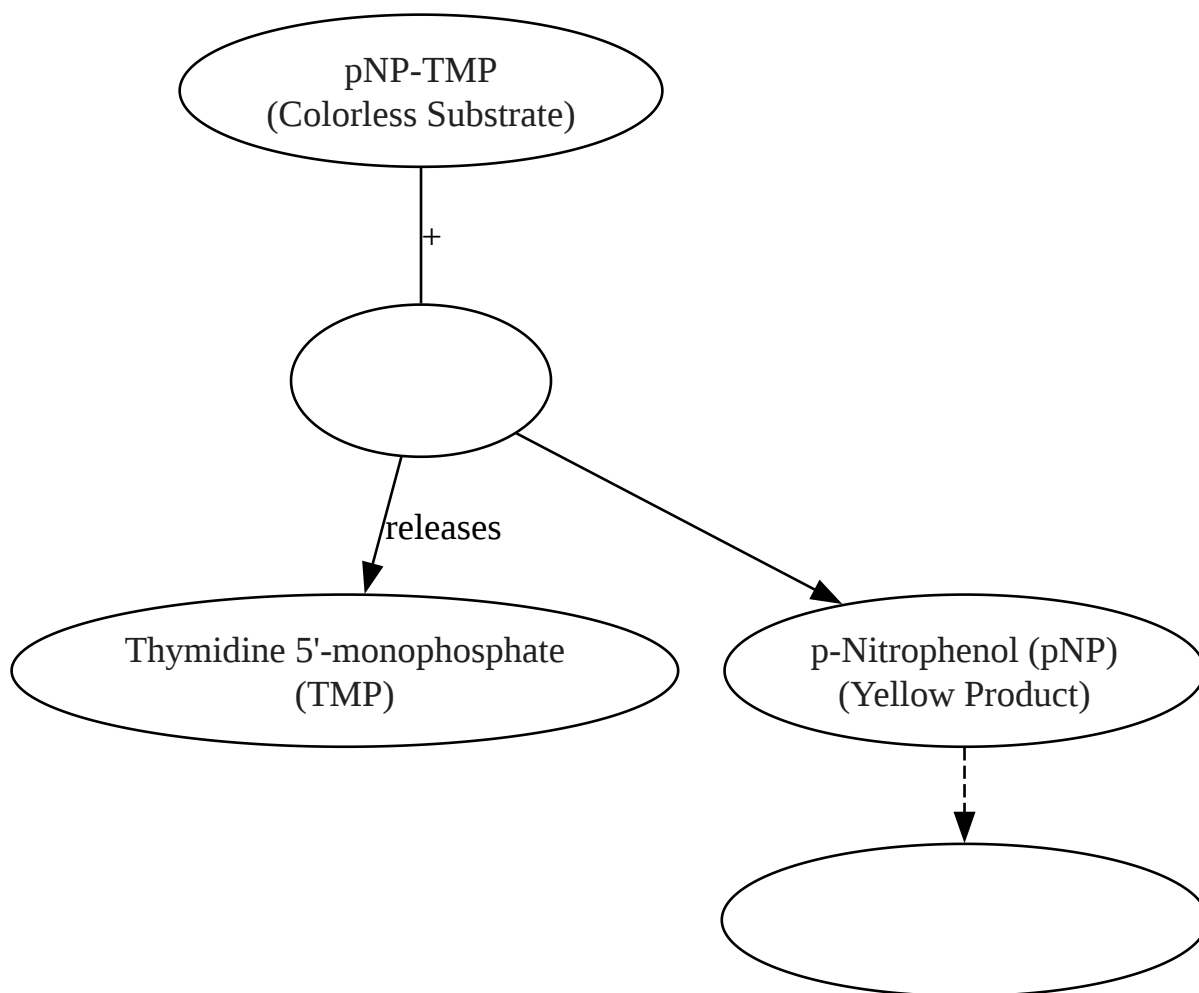 pNP-TMP
(Colorless Substrate)
+
releases
Thymidine 5'-monophosphate
(TMP)
p-Nitrophenol (pNP)
(Yellow Product)